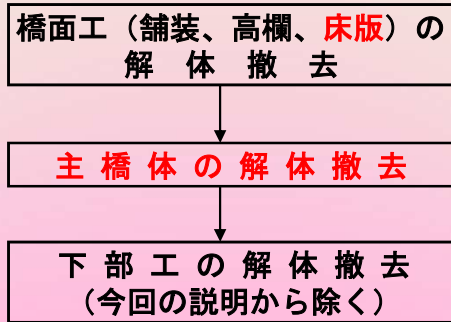 橋面工（舗装、高欄、床版）の
解体撤去
主橋体の解体撤去
下部工の解体撤去
（今回の説明から除く）